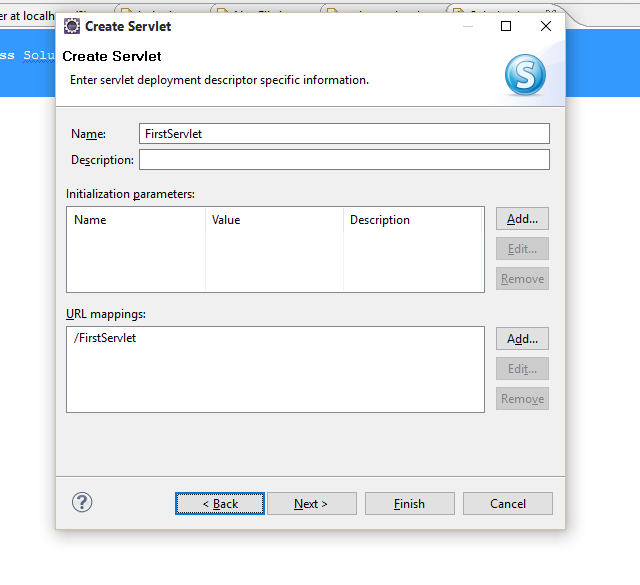 er at localh
Create Servlet
ss Solu
Create Servlet
Enter servlet deployment descriptor specific information.
S
Name: FirstServlet
Description:
Initialization parameters:
Name Value Description
Add...
Edit...
Remove
URL mappings:
/FirstServlet
Add...
Edit...
Remove
? < Back Next > Finish Cancel